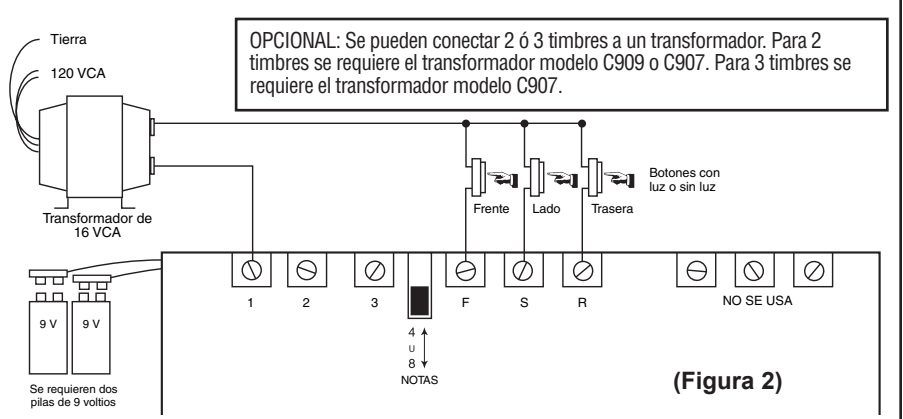 Tierra
120 VCA
OPCIONAL: Se pueden conectar 2 ó 3 timbres a un transformador. Para 2
timbres se requiere el transformador modelo C909 o C907. Para 3 timbres se
requiere el transformador modelo C907.
Transformador de
16 VCA
Frente
Lado
Trasera
Botones con
luz o sin luz
1
2
3
F
S
R
NO SE USA
4
U
8
NOTAS
9 V
9 V
Se requieren dos
pilas de 9 voltios
(Figura 2)